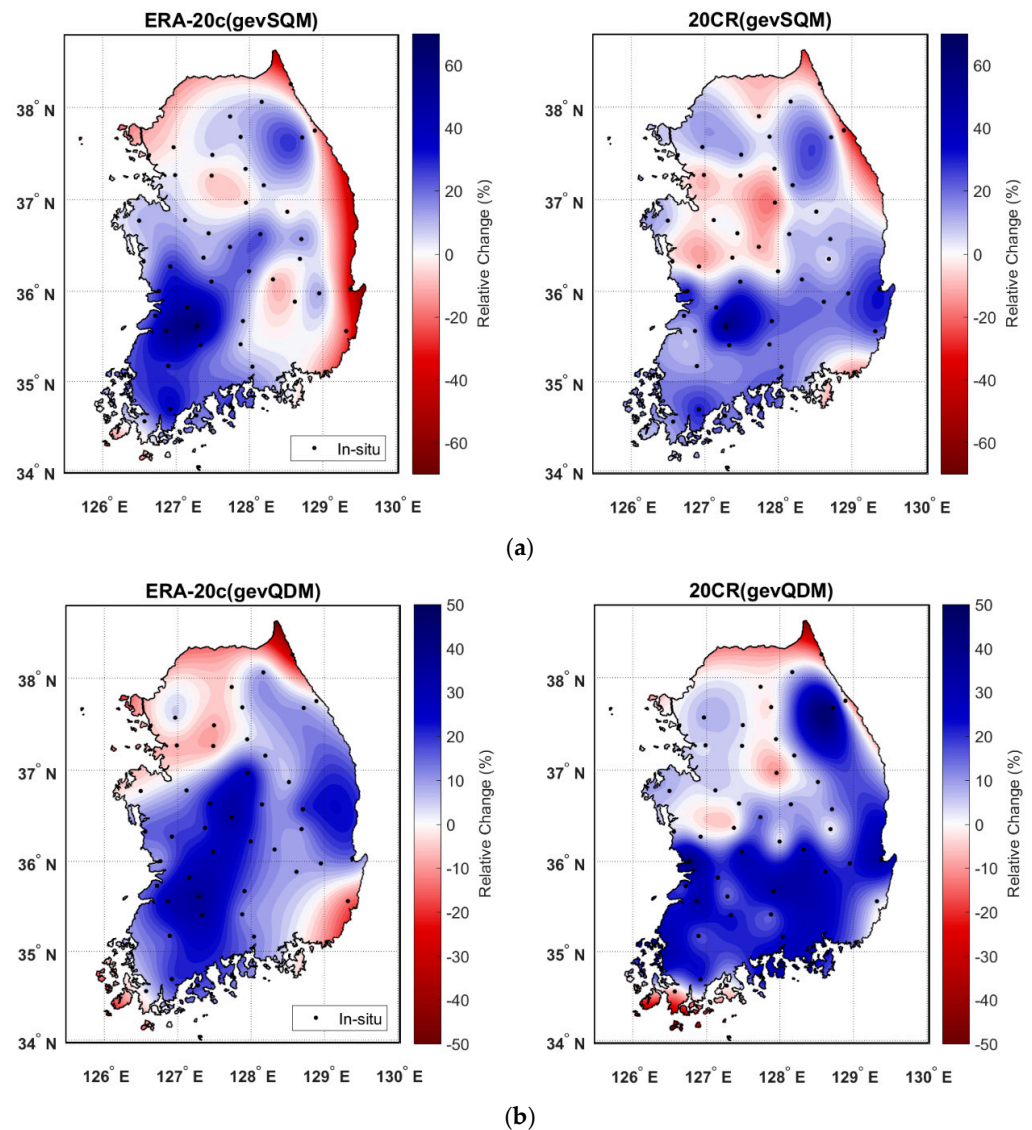 ERA-20c(gevSQM)
38° N
37° N
36° N
35° N
34° N
126° E
127° E
128° E
129° E
130° E
In-situ
60
40
20
0
-20
-40
-60
Relative Change (%)
20CR(gevSQM)
38° N
37° N
36° N
35° N
34° N
126° E
127° E
128° E
129° E
130° E
60
40
20
0
-20
-40
-60
Relative Change (%)
(a)
ERA-20c(gevQDM)
38° N
37° N
36° N
35° N
34° N
126° E
127° E
128° E
129° E
130° E
In-situ
50
40
30
20
10
0
-10
-20
-30
-40
-50
Relative Change (%)
20CR(gevQDM)
38° N
37° N
36° N
35° N
34° N
126° E
127° E
128° E
129° E
130° E
50
40
30
20
10
0
-10
-20
-30
-40
-50
Relative Change (%)
(b)